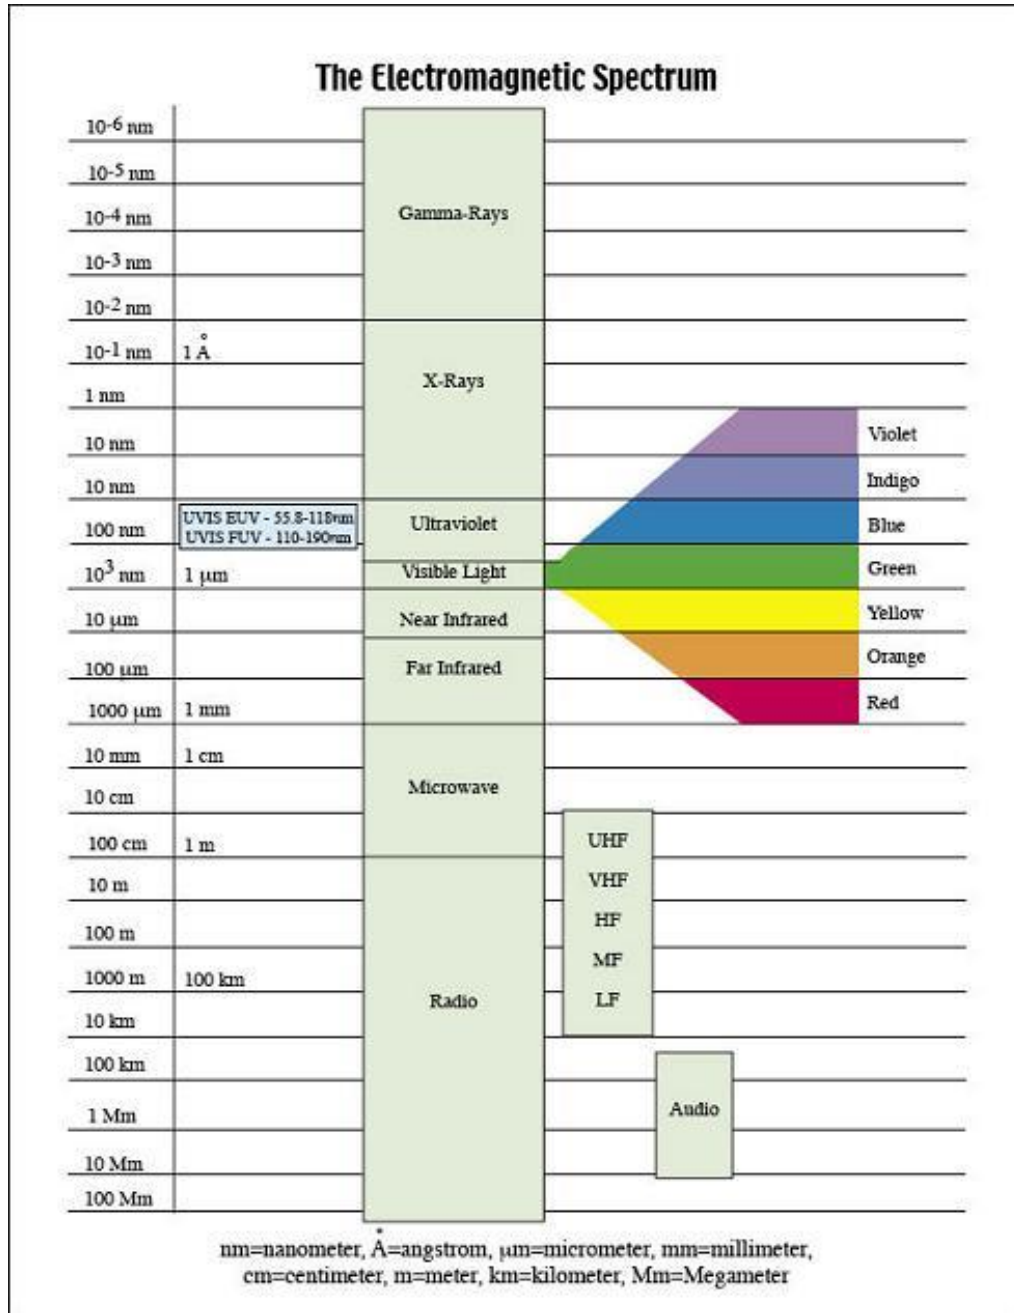 The Electromagnetic Spectrum
10-6 nm
10-5 nm
10-4 nm
Gamma-Rays
10-3 nm
10-2 nm
10-1 nm 1 Å
X-Rays
1 nm
10 nm Violet
10 nm Indigo
UVIS EUV - 55.8-118nm
UVIS FUV - 110-190nm
100 nm Ultraviolet Blue
10³ nm 1 µm Visible Light Green
10 µm Near Infrared Yellow
100 µm Far Infrared Orange
1000 µm 1 mm Red
10 mm 1 cm
Microwave
10 cm
100 cm 1 m UHF
10 m VHF
HF
100 m
MF
1000 m 100 km
Radio LF
10 km
100 km
1 Mm Audio
10 Mm
100 Mm
nm=nanometer, Å=angstrom, µm=micrometer, mm=millimeter,
cm=centimeter, m=meter, km=kilometer, Mm=Megameter